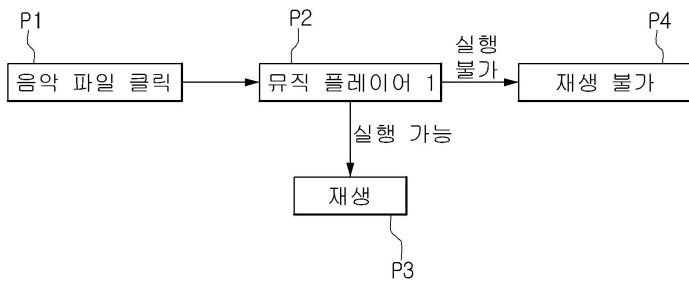 P1
P2
P4
실행
불가
음악 파일 클릭
뮤직 플레이어 1
재생 불가
실행 가능
재생
P3